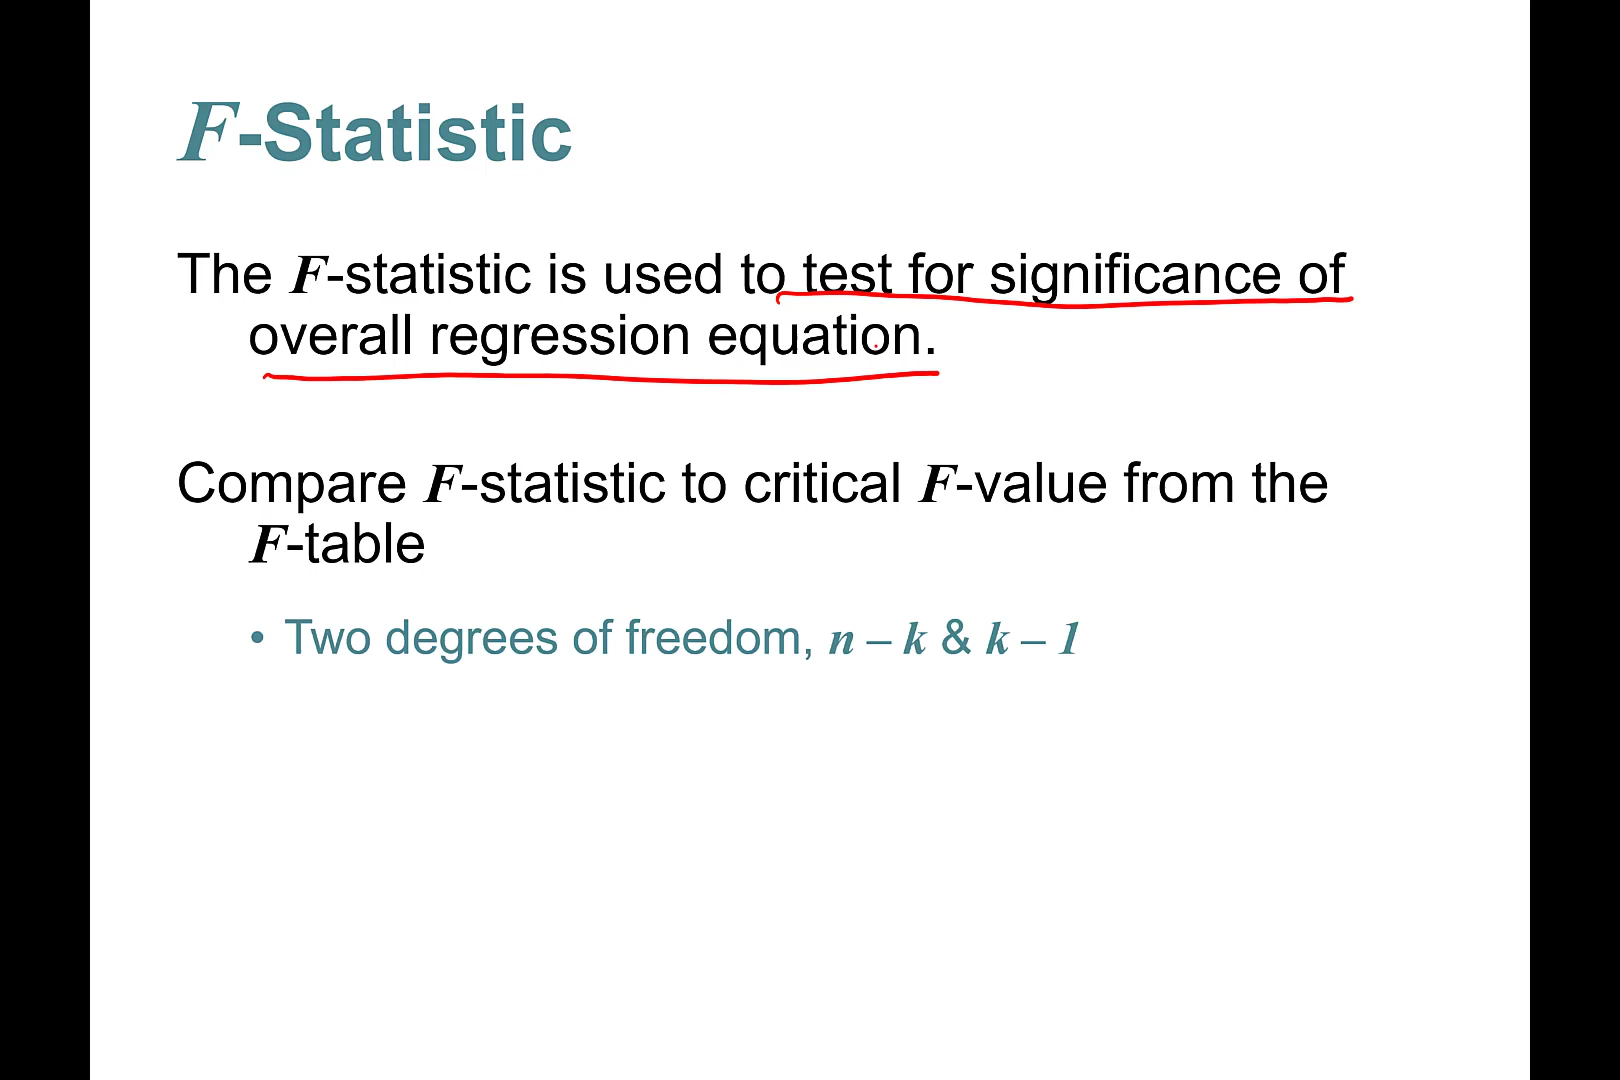 F-Statistic
The F-statistic is used to test for significance of
overall regression equation.
Compare F-statistic to critical F-value from the
F-table
• Two degrees of freedom, n – k & k – 1